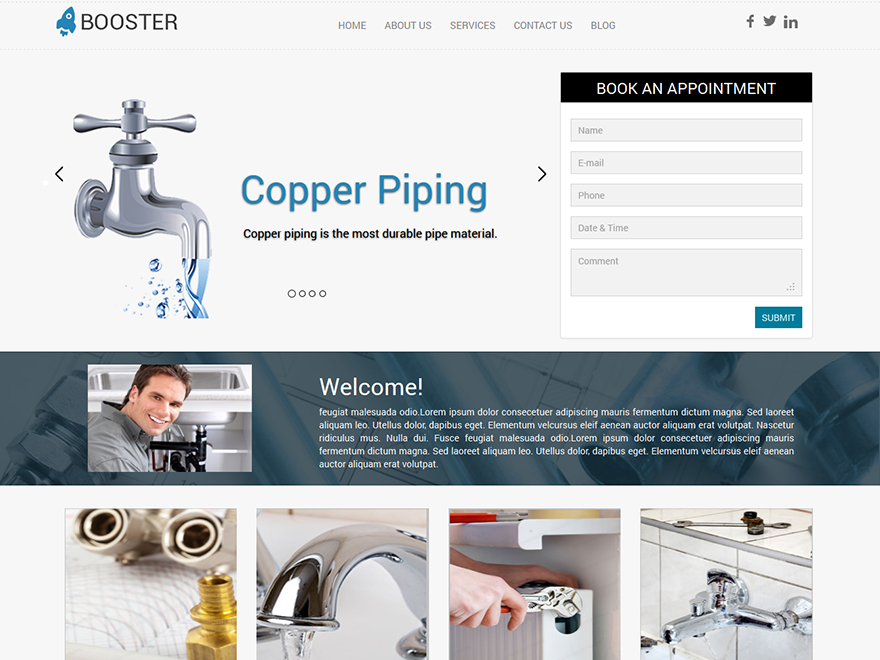 BOOSTER
HOME ABOUT US SERVICES CONTACT US BLOG
Copper Piping
Copper piping is the most durable pipe material.
BOOK AN APPOINTMENT
Name
E-mail
Phone
Date & Time
Comment
SUBMIT
Welcome!
feugiat malesuada odio.Lorem ipsum dolor consecetuer adipiscing mauris fermentum dictum magna. Sed laoreet
aliquam leo. Utellus dolor, dapibus eget. Elementum velcursus eleif aenean auctor aliquam erat volutpat. Nascetur
ridiculus mus. Nulla dui. Fusce feugiat malesuada odio.Lorem ipsum dolor consecetuer adipiscing mauris
fermentum dictum magna. Sed laoreet aliquam leo. Utellus dolor, dapibus eget. Elementum velcursus eleif aenean
auctor aliquam erat volutpat.